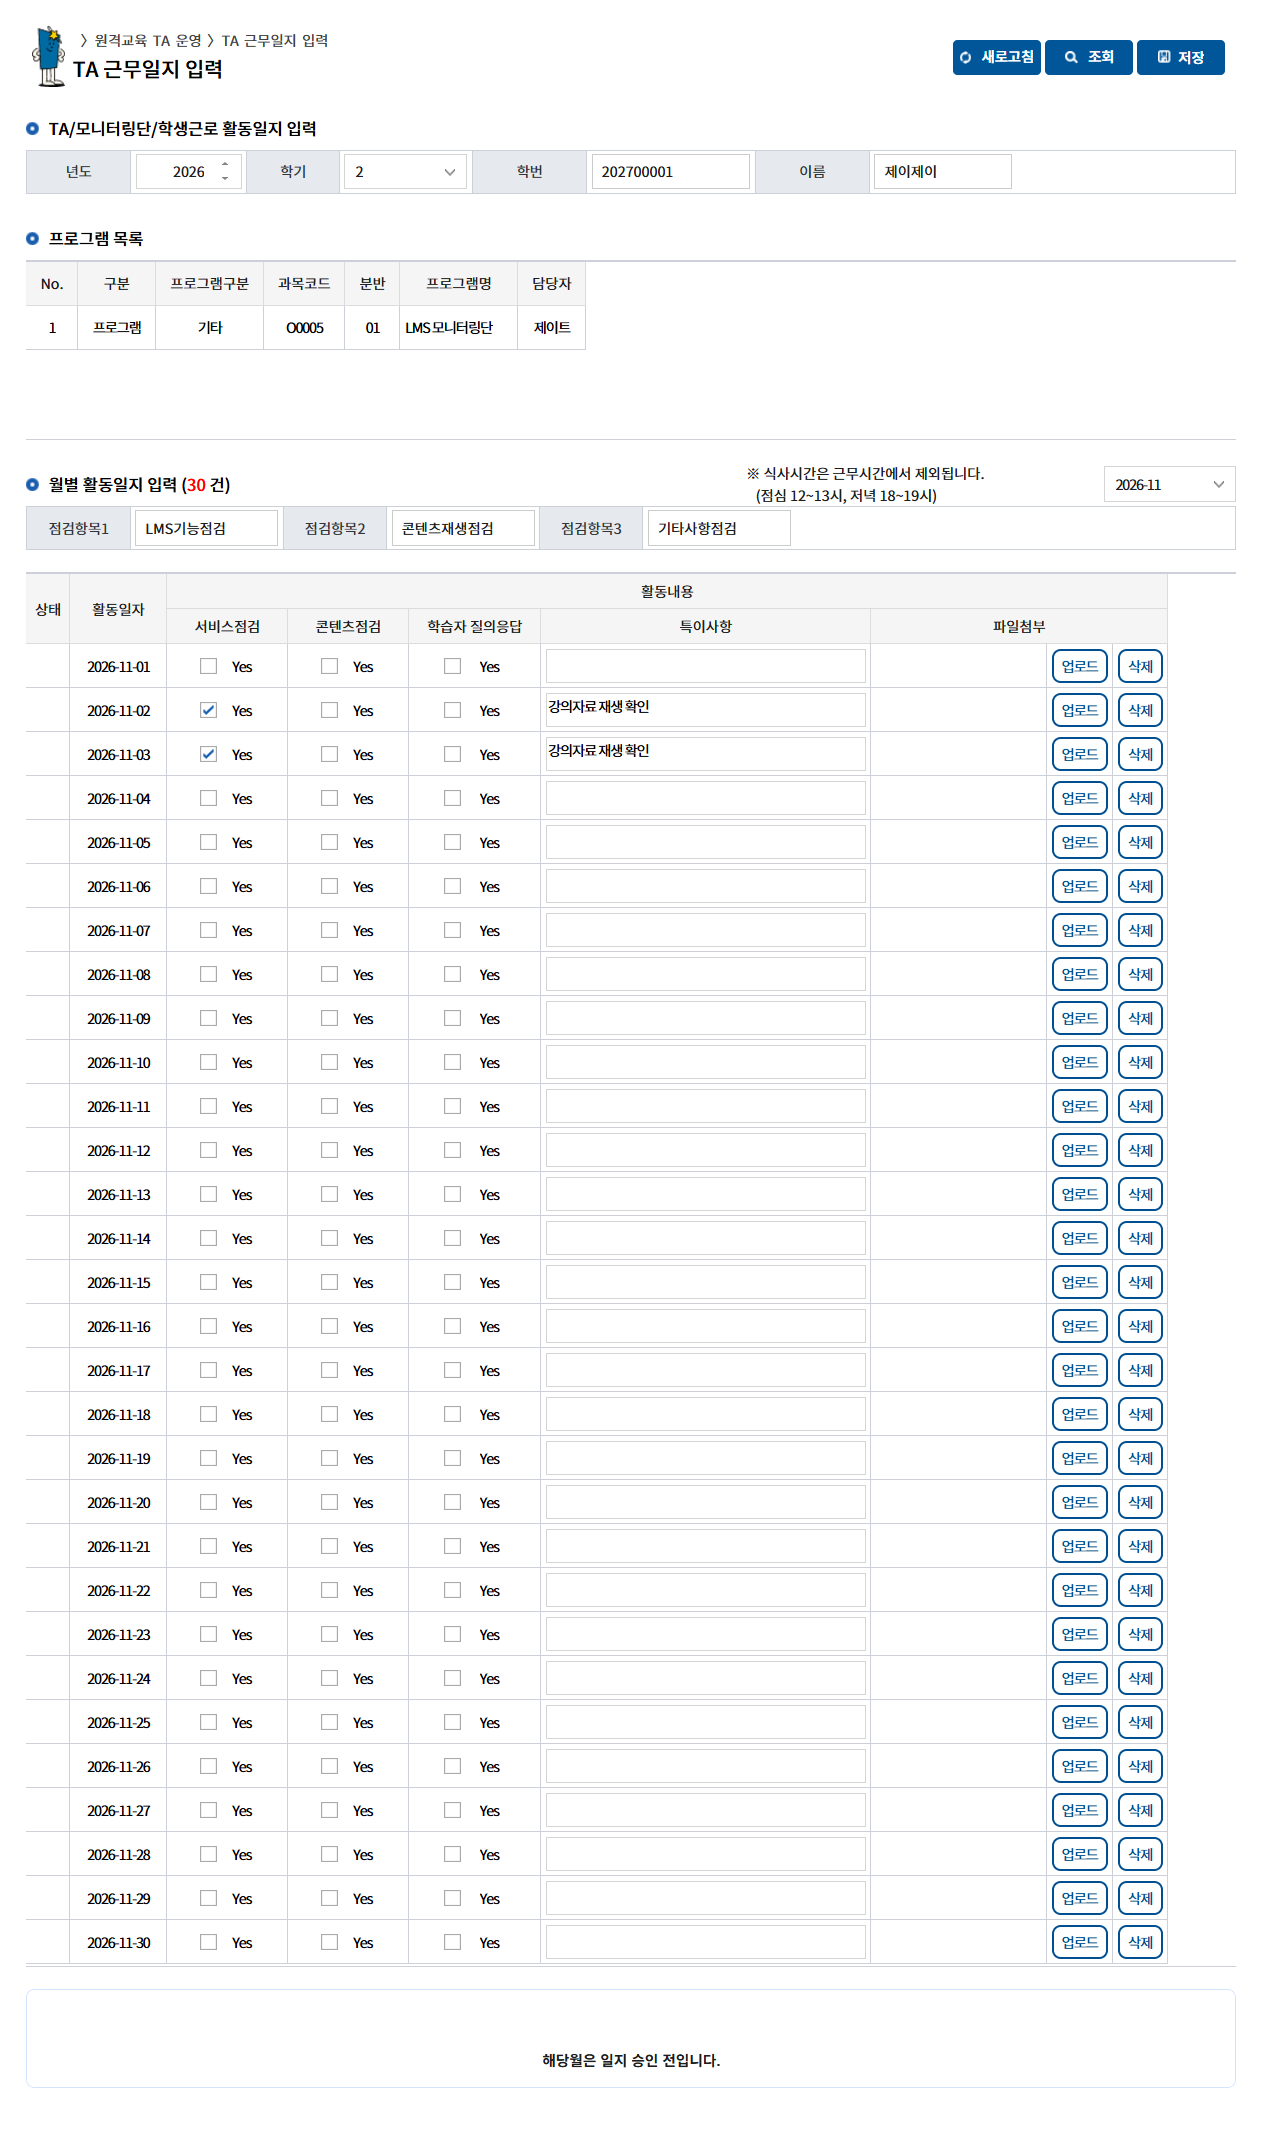 〉원격교육 TA 운영 〉TA 근무일지 입력
TA 근무일지 입력
새로고침 조회 저장
TA/모니터링단/학생근로 활동일지 입력
년도 2026 학기 2 학번 202700001 이름 제이제이
프로그램 목록
No. 구분 프로그램구분 과목코드 분반 프로그램명 담당자
1 프로그램 기타 O0005 01 LMS 모니터링단 제이트
월별 활동일지 입력 (30 건)
※ 식사시간은 근무시간에서 제외됩니다.
(점심 12~13시, 저녁 18~19시)
2026-11
점검항목1 LMS기능점검 점검항목2 콘텐츠재생점검 점검항목3 기타사항점검
상태 활동일자 활동내용
서비스점검 콘텐츠점검 학습자 질의응답 특이사항 파일첨부
2026-11-01 Yes Yes Yes 업로드 삭제
2026-11-02 Yes Yes Yes 강의자료 재생 확인 업로드 삭제
2026-11-03 Yes Yes Yes 강의자료 재생 확인 업로드 삭제
2026-11-04 Yes Yes Yes 업로드 삭제
2026-11-05 Yes Yes Yes 업로드 삭제
2026-11-06 Yes Yes Yes 업로드 삭제
2026-11-07 Yes Yes Yes 업로드 삭제
2026-11-08 Yes Yes Yes 업로드 삭제
2026-11-09 Yes Yes Yes 업로드 삭제
2026-11-10 Yes Yes Yes 업로드 삭제
2026-11-11 Yes Yes Yes 업로드 삭제
2026-11-12 Yes Yes Yes 업로드 삭제
2026-11-13 Yes Yes Yes 업로드 삭제
2026-11-14 Yes Yes Yes 업로드 삭제
2026-11-15 Yes Yes Yes 업로드 삭제
2026-11-16 Yes Yes Yes 업로드 삭제
2026-11-17 Yes Yes Yes 업로드 삭제
2026-11-18 Yes Yes Yes 업로드 삭제
2026-11-19 Yes Yes Yes 업로드 삭제
2026-11-20 Yes Yes Yes 업로드 삭제
2026-11-21 Yes Yes Yes 업로드 삭제
2026-11-22 Yes Yes Yes 업로드 삭제
2026-11-23 Yes Yes Yes 업로드 삭제
2026-11-24 Yes Yes Yes 업로드 삭제
2026-11-25 Yes Yes Yes 업로드 삭제
2026-11-26 Yes Yes Yes 업로드 삭제
2026-11-27 Yes Yes Yes 업로드 삭제
2026-11-28 Yes Yes Yes 업로드 삭제
2026-11-29 Yes Yes Yes 업로드 삭제
2026-11-30 Yes Yes Yes 업로드 삭제
해당월은 일지 승인 전입니다.